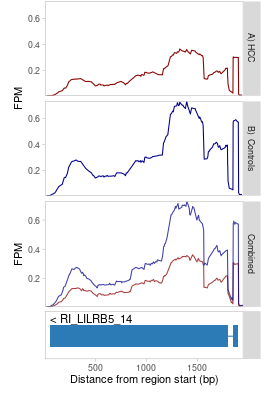 0.6
0.4
0.2
A) HCC
FPM
0.6
0.4
0.2
B) Controls
0.6
0.4
0.2
FPM
Combined
< RI_LILRB5_14
500
1000
1500
Distance from region start (bp)